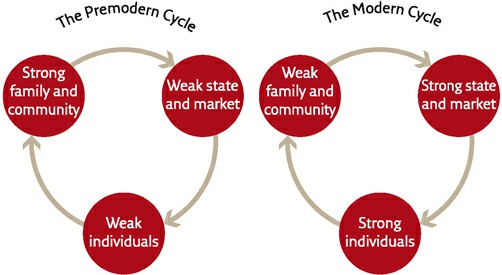 The Premodern Cycle
Strong
family and
community
Weak state
and market
Weak
individuals
The Modern Cycle
Weak
family and
community
Strong state
and market
Strong
individuals